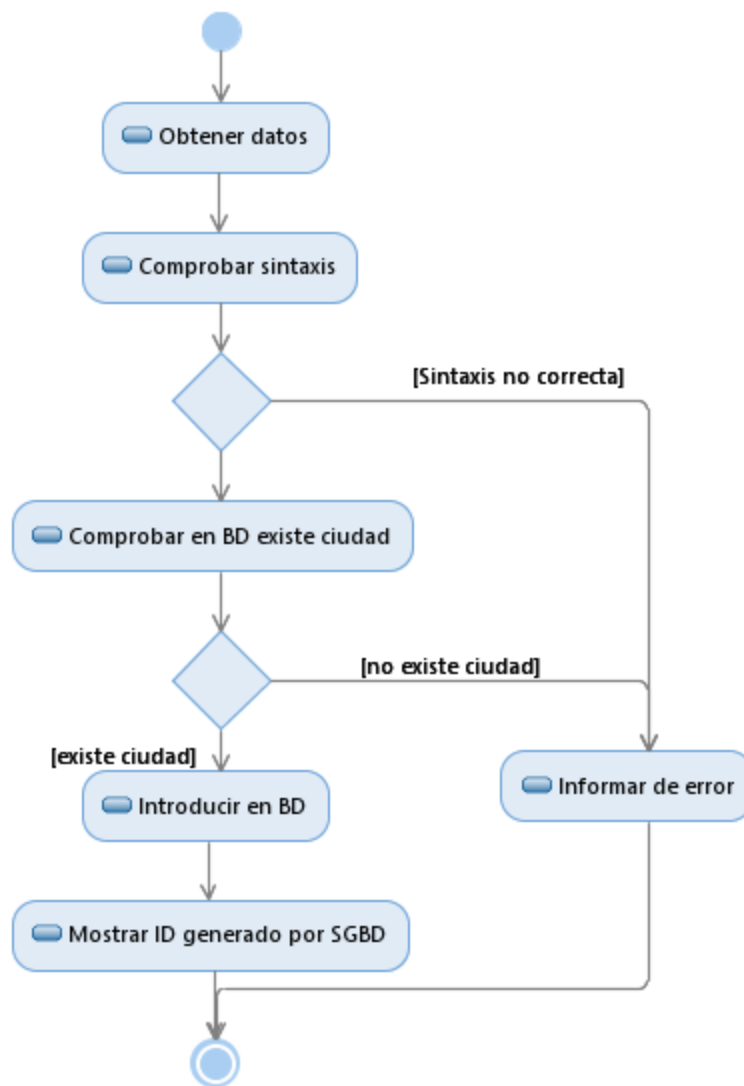 Obtener datos
Comprobar sintaxis
[Sintaxis no correcta]
Comprobar en BD existe ciudad
[no existe ciudad]
[existe ciudad]
Introducir en BD
Informar de error
Mostrar ID generado por SGBD